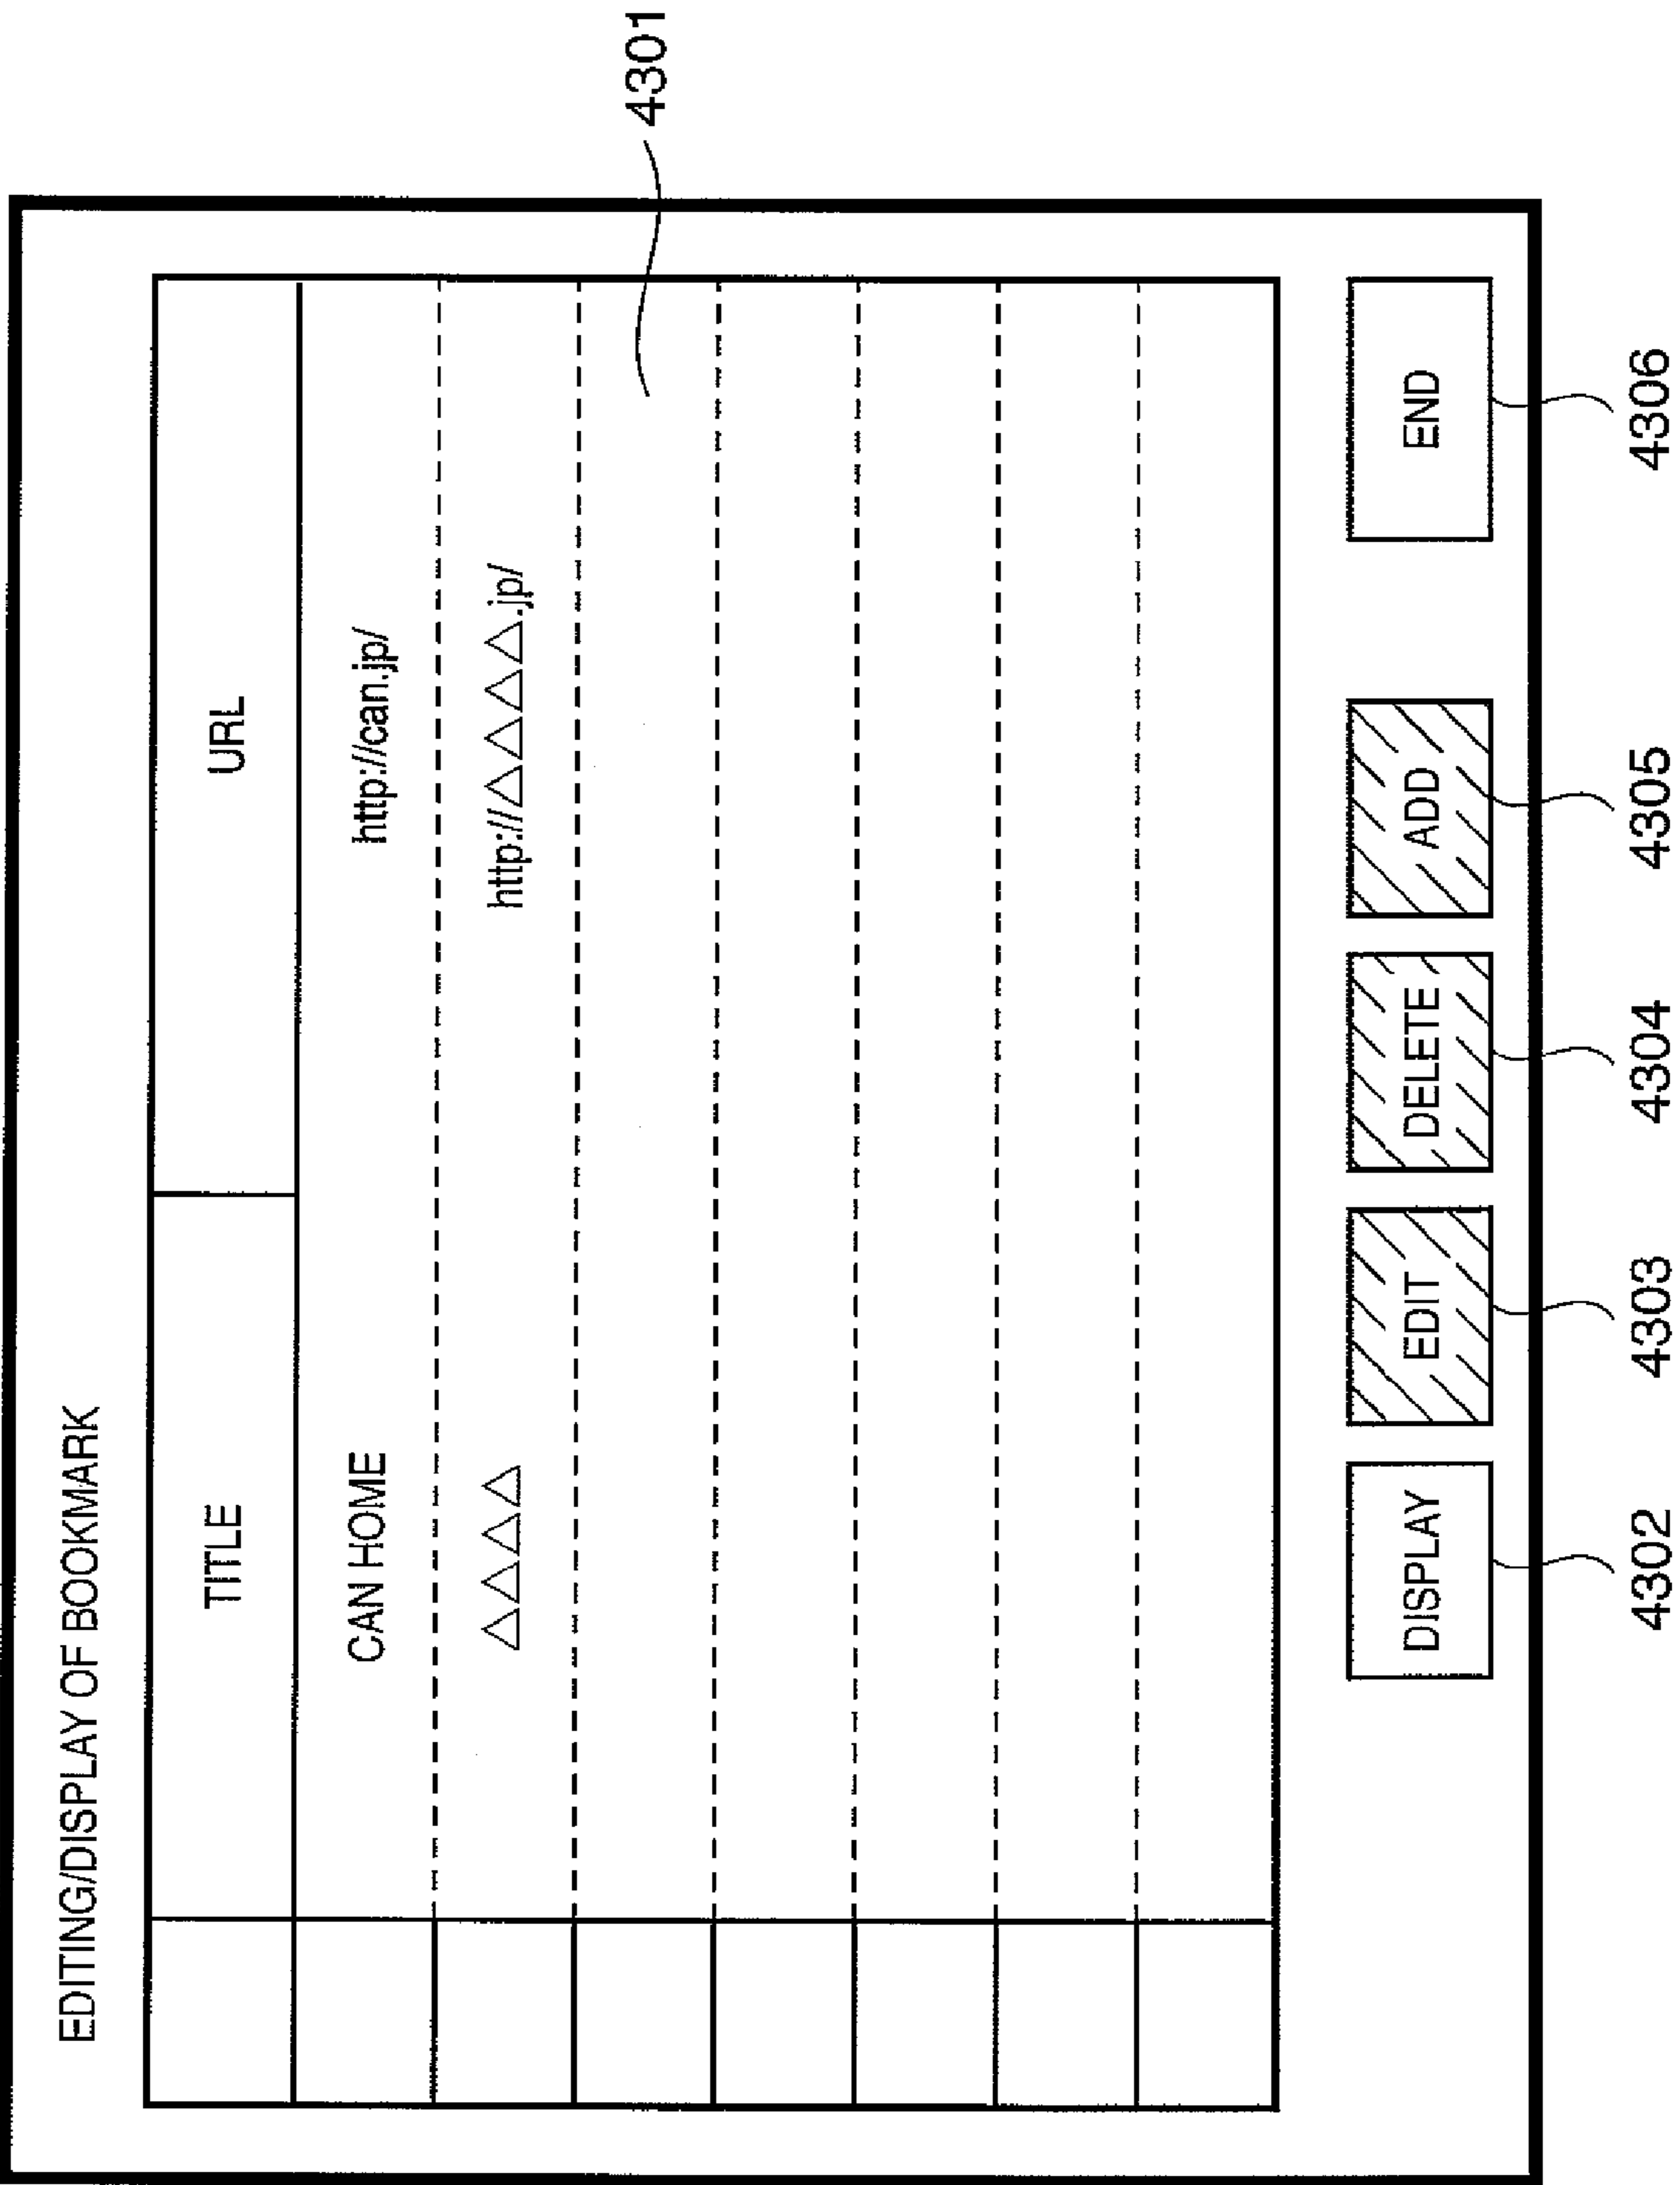 EDITING/DISPLAY OF BOOKMARK
TITLE URL
CAN HOME http://can.jp/
△△△△ http://△△△△.jp/
4301
DISPLAY EDIT DELETE ADD END
4302 4303 4304 4305 4306